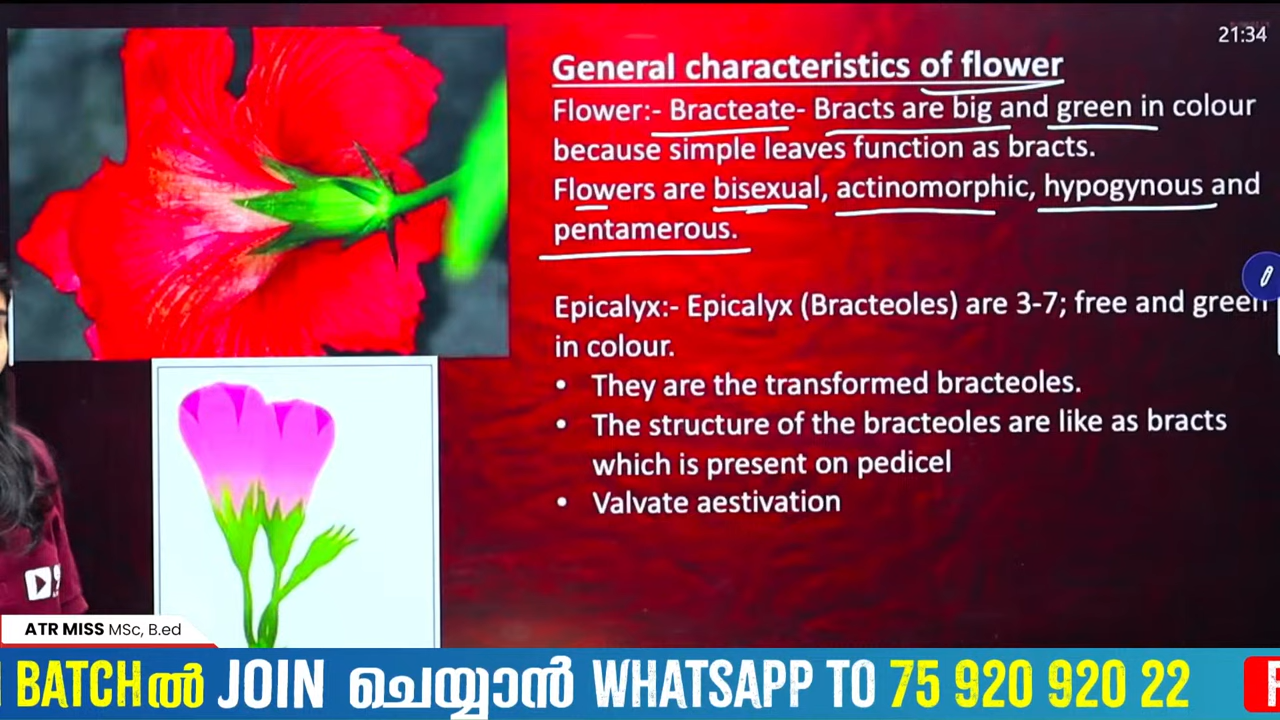 21:34
General characteristics of flower
Flower:- Bracteate- Bracts are big and green in colour
because simple leaves function as bracts.
Flowers are bisexual, actinomorphic, hypogynous and
pentamerous.
Epicalyx:- Epicalyx (Bracteoles) are 3-7; free and green
in colour.
• They are the transformed bracteoles.
• The structure of the bracteoles are like as bracts
which is present on pedicel
• Valvate aestivation
ATR MISS MSc, B.ed
BATCHൽ JOIN ചെയ്യാൻ WHATSAPP TO 75 920 920 22